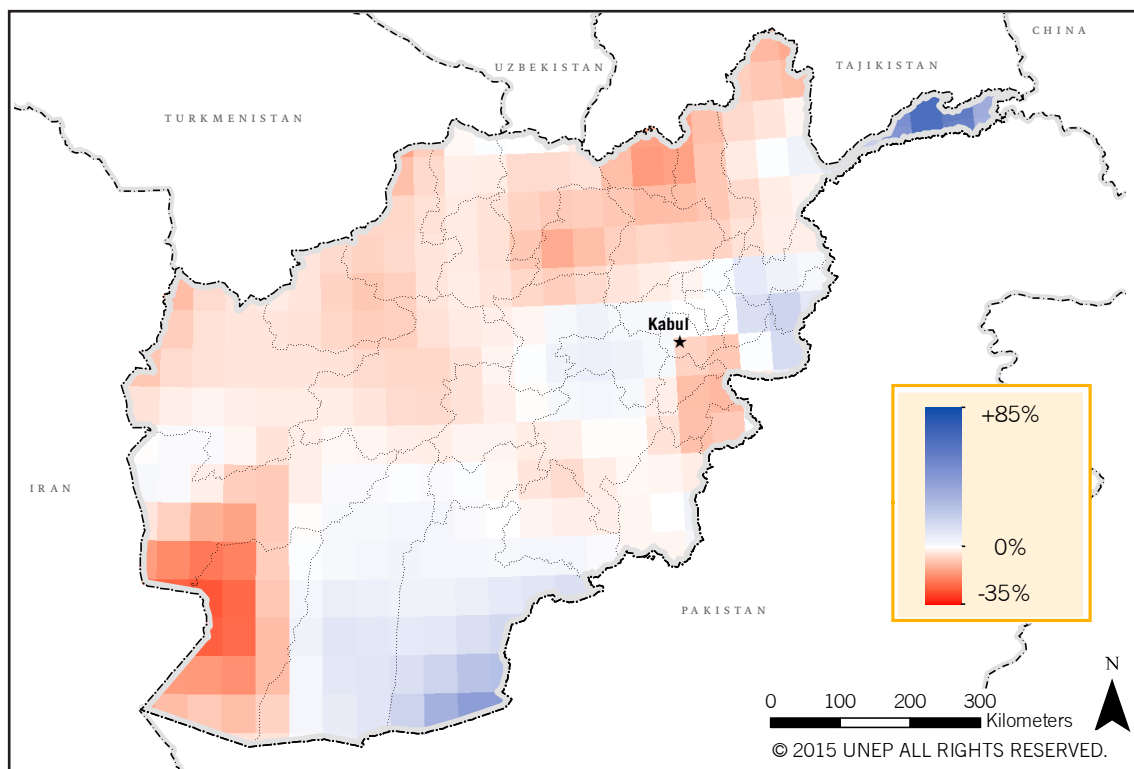 CHINA
UZBEKISTAN
TAJIKISTAN
TURKMENISTAN
Kabul
+85%
IRAN
0%
-35%
PAKISTAN
N
0 100 200 300
Kilometers
© 2015 UNEP ALL RIGHTS RESERVED.